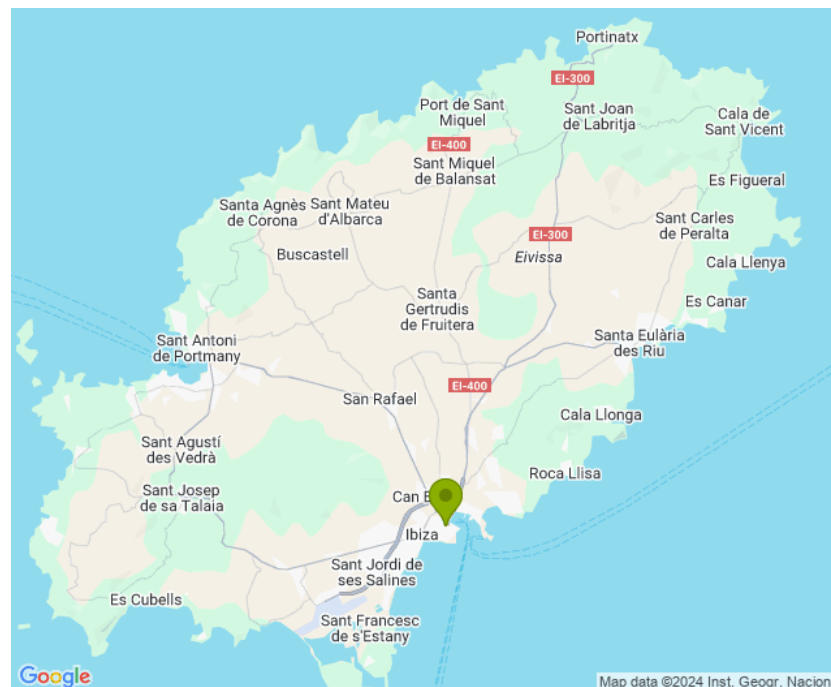 Portinatx
EI-300
Port de Sant
Miquel
Sant Joan
de Labritja
Cala de
Sant Vicent
EI-400
Sant Miquel
de Balansat
Es Figueral
Santa Agnès
de Corona
Sant Mateu
d'Albarca
Sant Carles
de Peralta
EI-300
Buscastell
Eivissa
Cala Llenya
Santa
Gertrudis
de Fruitera
Es Canar
Sant Antoni
de Portmany
Santa Eulària
des Riu
EI-400
San Rafael
Cala Llonga
Sant Agustí
des Vedrà
Roca Llisa
Sant Josep
de sa Talaia
Can
Ibiza
Sant Jordi de
ses Salines
Es Cubells
Sant Francesc
de s'Estany
Google
Map data ©2024 Inst. Geogr. Nacion